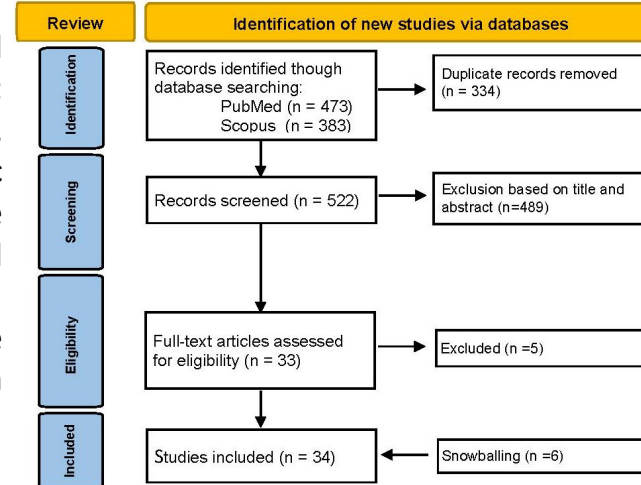 Review
Identification of new studies via databases
Identification
Records identified though
database searching:
PubMed (n = 473)
Scopus (n = 383)
Duplicate records removed
(n = 334)
Screening
Records screened (n = 522)
Exclusion based on title and
abstract (n=489)
Eligibility
Full-text articles assessed
for eligibility (n = 33)
Excluded (n =5)
Included
Studies included (n = 34)
Snowballing (n =6)